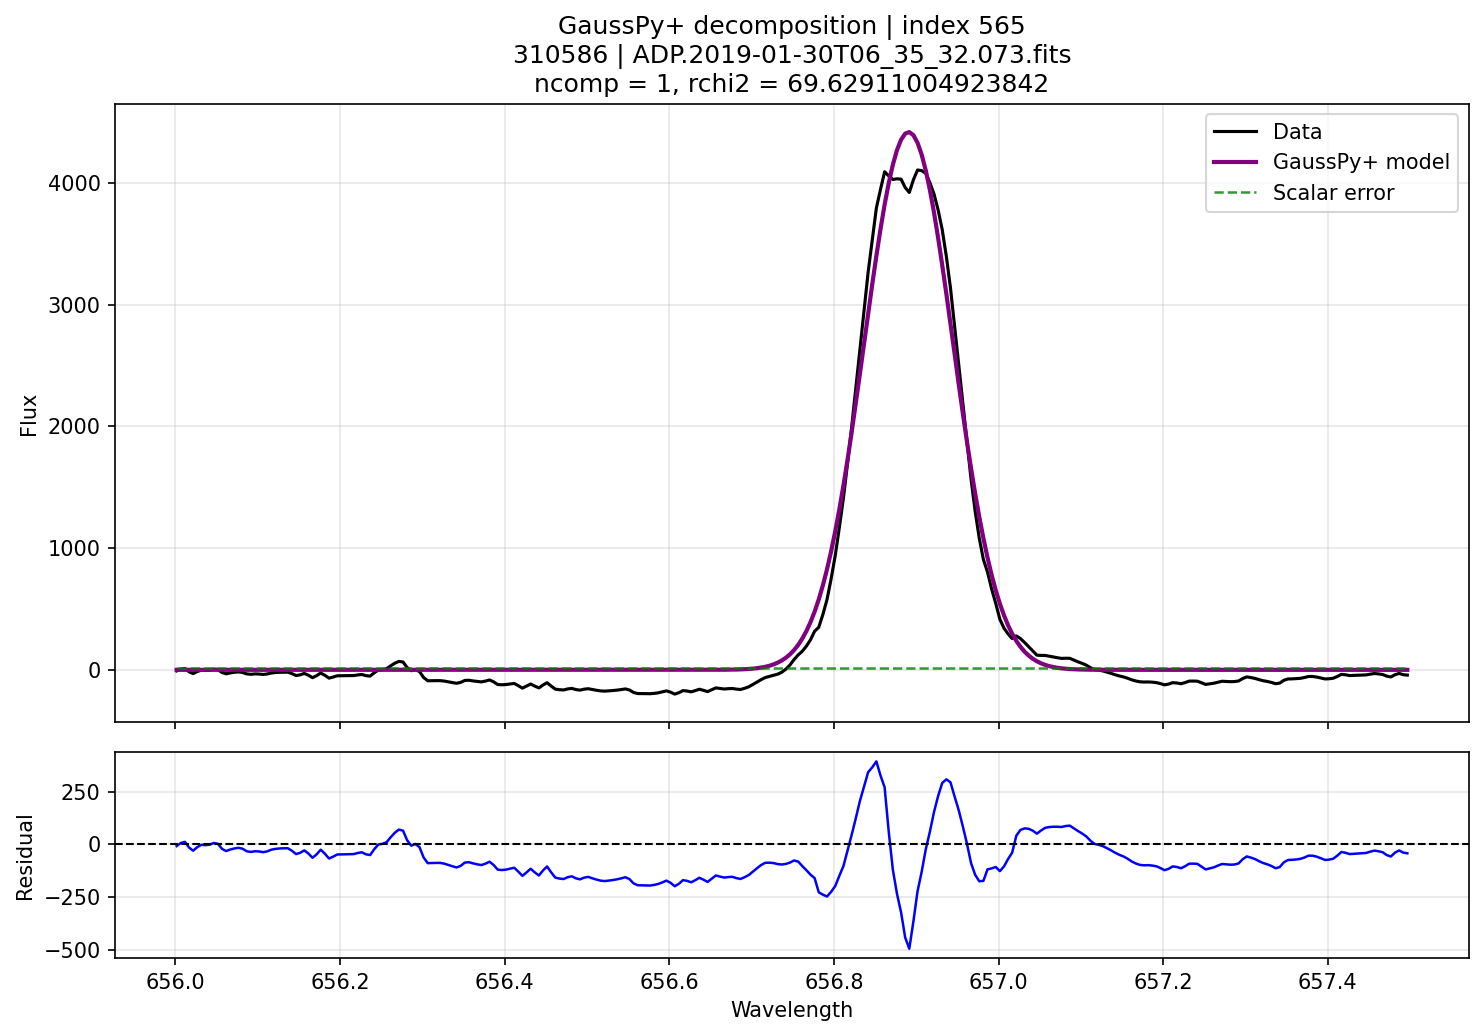 GaussPy+ decomposition | index 565
310586 | ADP.2019-01-30T06_35_32.073.fits
ncomp = 1, rchi2 = 69.62911004923842
Data
GaussPy+ model
Scalar error
Flux
4000
3000
2000
1000
0
Residual
250
0
−250
−500
656.0 656.2 656.4 656.6 656.8 657.0 657.2 657.4
Wavelength